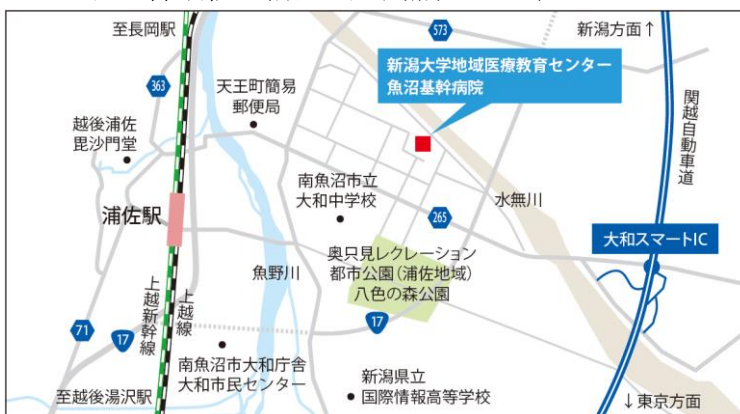 至長岡駅
573
新潟方面↑
新潟大学地域医療教育センター
魚沼基幹病院
363
天王町簡易
郵便局
関越自動車道
越後浦佐
毘沙門堂
南魚沼市立
大和中学校
水無川
浦佐駅
265
大和スマートIC
奥只見レクレーション
都市公園(浦佐地域)
八色の森公園
魚野川
上越新幹線
上越線
71
17
17
南魚沼市大和庁舎
大和市民センター
新潟県立
国際情報高等学校
至越後湯沢駅
↓東京方面